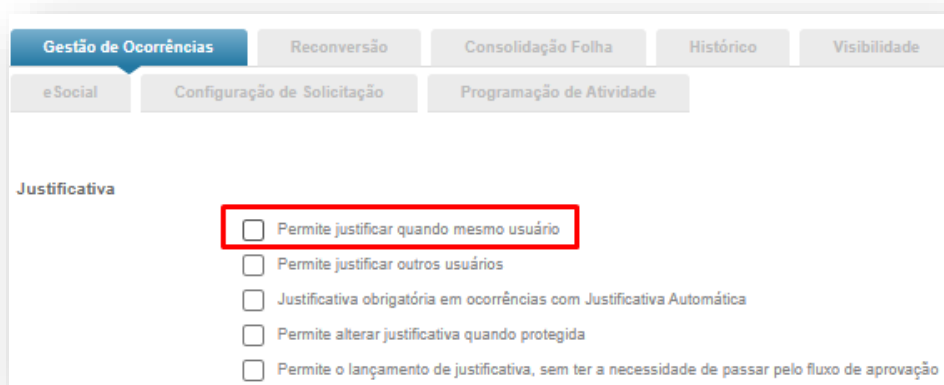 Gestão de Ocorrências Reconversão Consolidação Folha Histórico Visibilidade
eSocial Configuração de Solicitação Programação de Atividade
Justificativa
Permite justificar quando mesmo usuário
Permite justificar outros usuários
Justificativa obrigatória em ocorrências com Justificativa Automática
Permite alterar justificativa quando protegida
Permite o lançamento de justificativa, sem ter a necessidade de passar pelo fluxo de aprovação